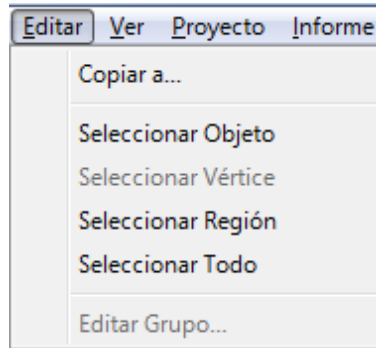 Editar Ver Proyecto Informe
Copiar a...
Seleccionar Objeto
Seleccionar Vértice
Seleccionar Región
Seleccionar Todo
Editar Grupo...